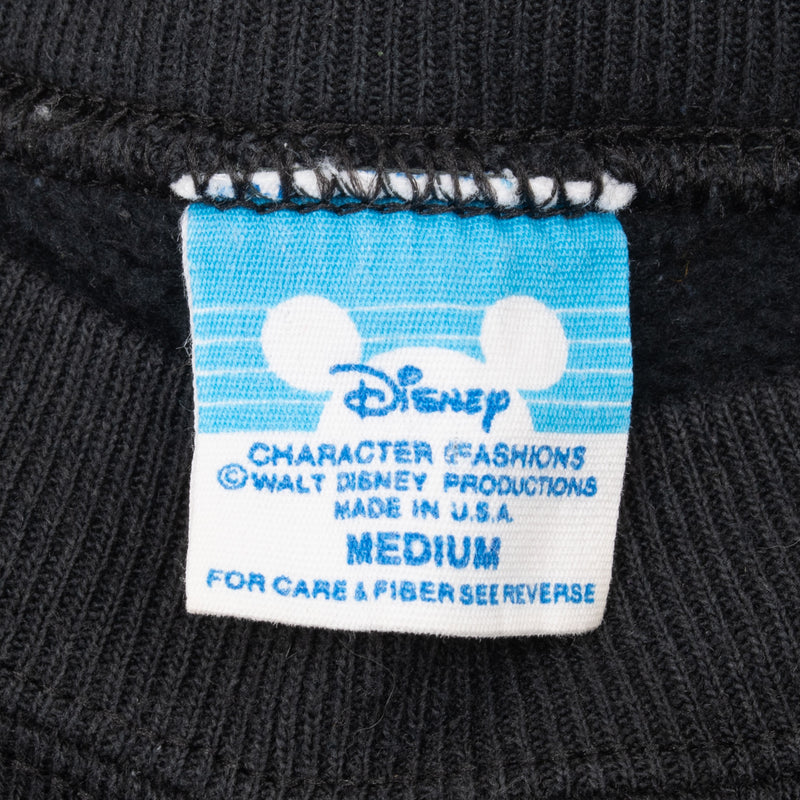 Disney
CHARACTER FASHIONS
©WALT DISNEY PRODUCTIONS
MADE IN U.S.A.
MEDIUM
FOR CARE & FIBER SEE REVERSE